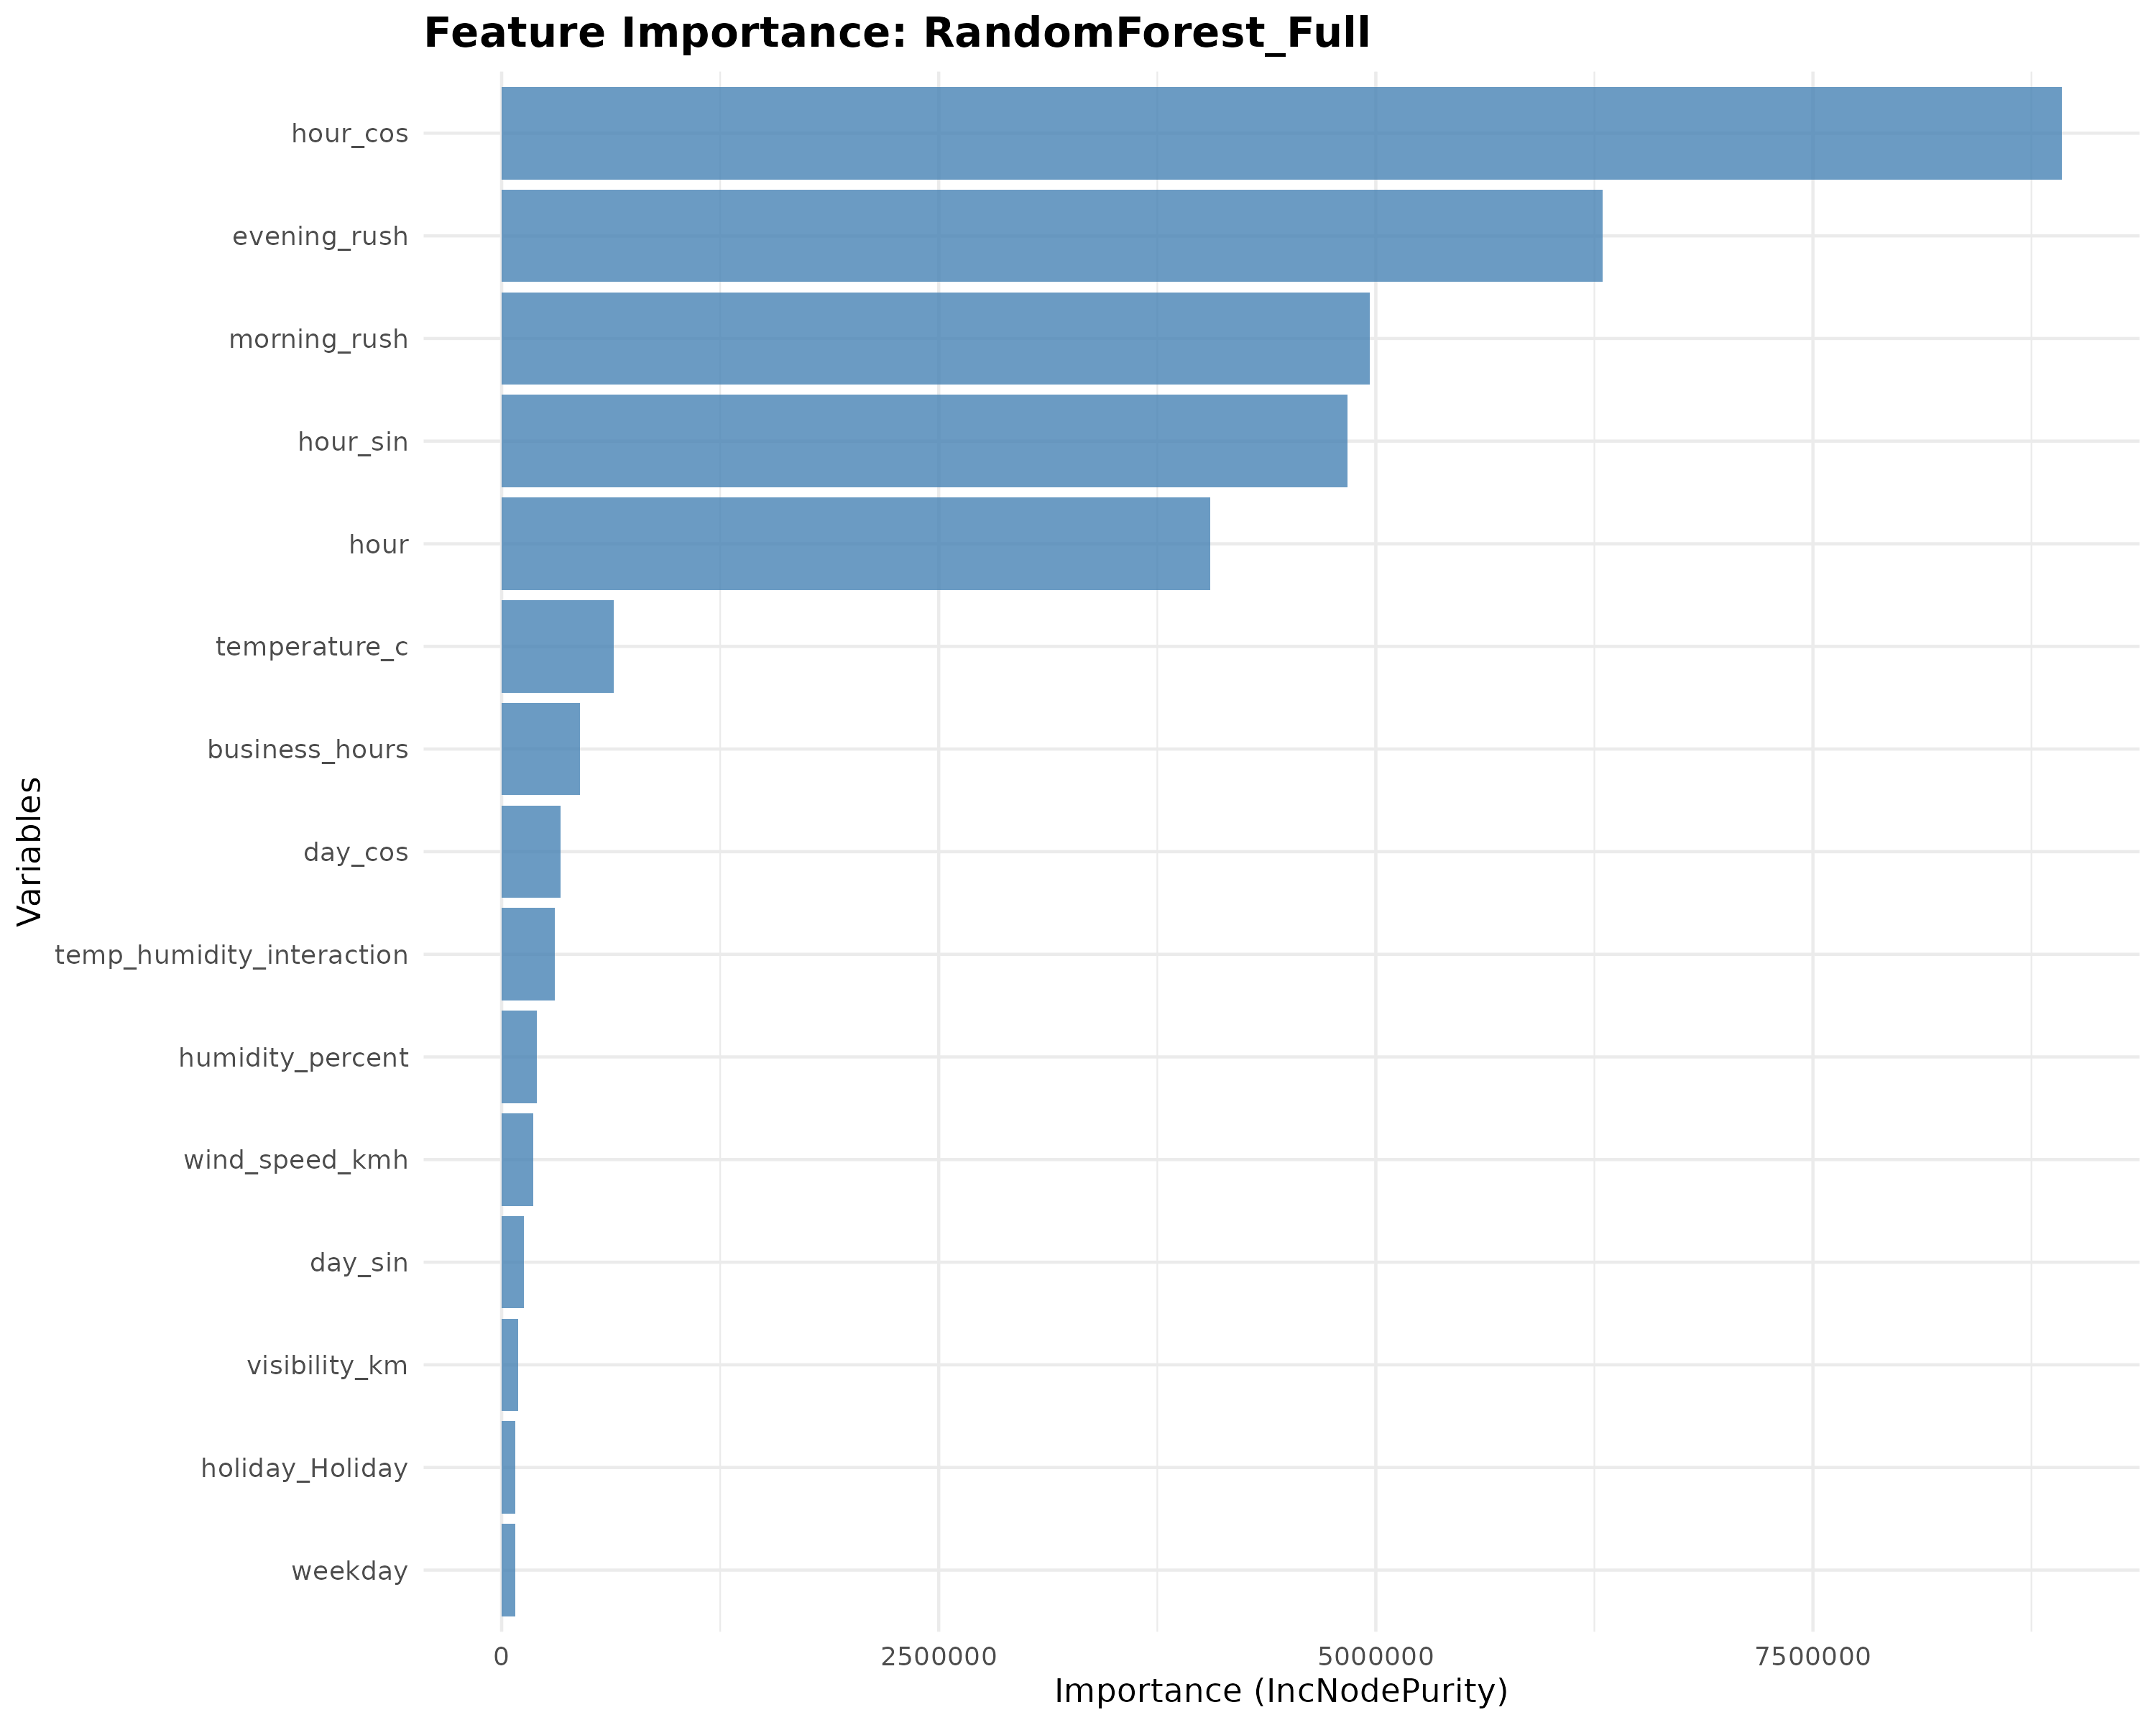 Feature Importance: RandomForest_Full
hour_cos
evening_rush
morning_rush
hour_sin
hour
temperature_c
business_hours
day_cos
temp_humidity_interaction
humidity_percent
wind_speed_kmh
day_sin
visibility_km
holiday_Holiday
weekday
Variables
0 2500000 5000000 7500000
Importance (IncNodePurity)